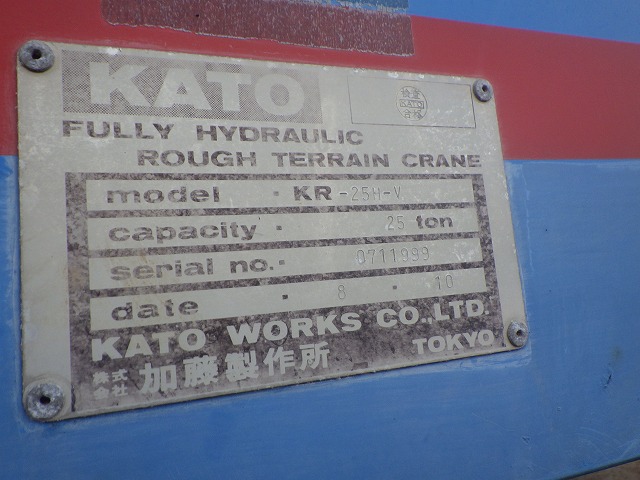 KATO
KATO
FULLY HYDRAULIC
ROUGH TERRAIN CRANE
model · KR-25H-V
capacity · 25 ton
serial no. · 0711999
date · 8 · 10
KATO WORKS CO.,LTD.
株式会社 加藤製作所 TOKYO